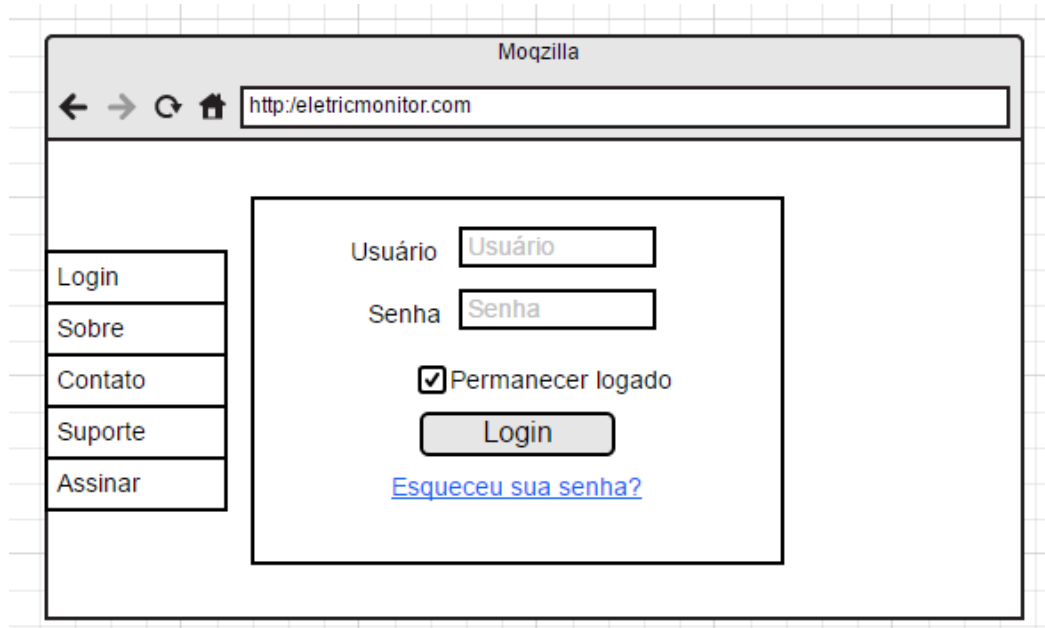 Moqzilla
http:/eletricmonitor.com
Login
Sobre
Contato
Suporte
Assinar
Usuário Usuário
Senha Senha
Permanecer logado
Login
Esqueceu sua senha?